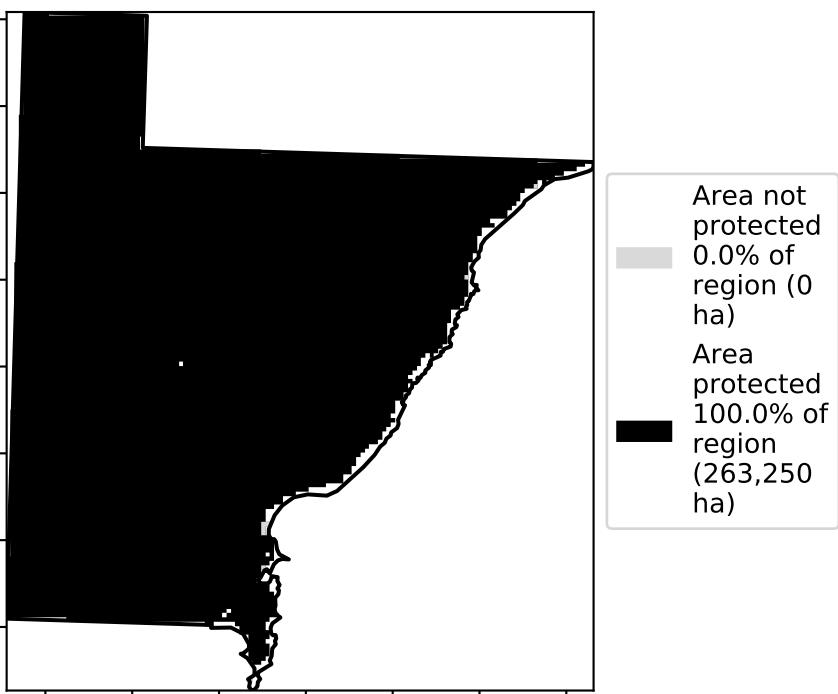 Area not
protected
0.0% of
region (0
ha)
Area
protected
100.0% of
region
(263,250
ha)